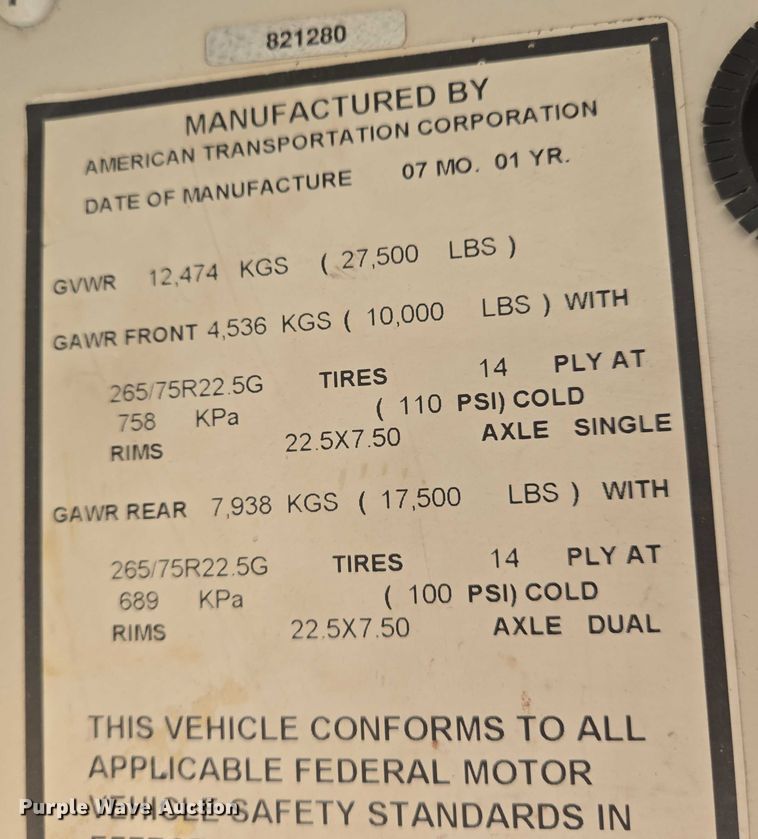 821280
MANUFACTURED BY
AMERICAN TRANSPORTATION CORPORATION
DATE OF MANUFACTURE 07 MO. 01 YR.
GVWR 12,474 KGS ( 27,500 LBS )
GAWR FRONT 4,536 KGS ( 10,000 LBS ) WITH
265/75R22.5G TIRES 14 PLY AT
758 KPa ( 110 PSI) COLD
RIMS 22.5X7.50 AXLE SINGLE
GAWR REAR 7,938 KGS ( 17,500 LBS ) WITH
265/75R22.5G TIRES 14 PLY AT
689 KPa ( 100 PSI) COLD
RIMS 22.5X7.50 AXLE DUAL
THIS VEHICLE CONFORMS TO ALL
APPLICABLE FEDERAL MOTOR
VEHICLE SAFETY STANDARDS IN
Purple Wave Auction